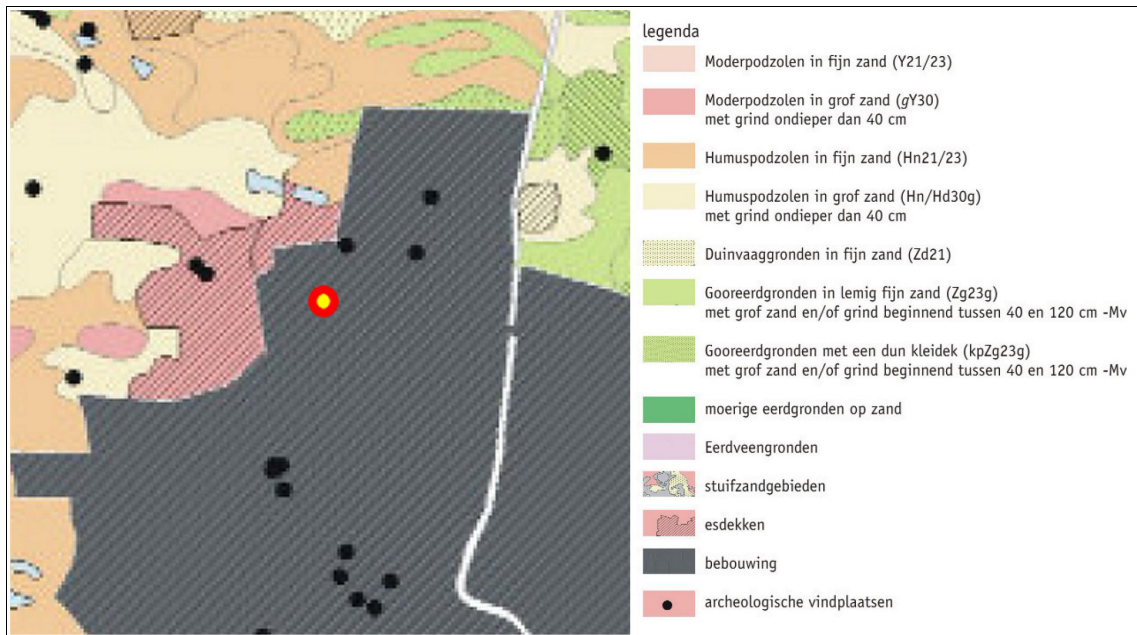 legenda
Moderpodzolen in fijn zand (Y21/23)
Moderpodzolen in grof zand (gY30)
met grind ondieper dan 40 cm
Humuspodzolen in fijn zand (Hn21/23)
Humuspodzolen in grof zand (Hn/Hd30g)
met grind ondieper dan 40 cm
Duinvaaggronden in fijn zand (Zd21)
Gooreerdgronden in lemig fijn zand (Zg23g)
met grof zand en/of grind beginnend tussen 40 en 120 cm -Mv
Gooreerdgronden met een dun kleidek (kpZg23g)
met grof zand en/of grind beginnend tussen 40 en 120 cm -Mv
moerige eerdgronden op zand
Eerdveengronden
stuifzandgebieden
esdekken
bebouwing
archeologische vindplaatsen